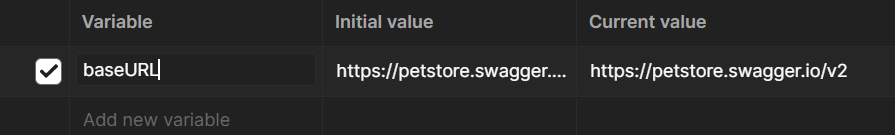 Variable Initial value Current value
baseURL https://petstore.swagger.... https://petstore.swagger.io/v2
Add new variable